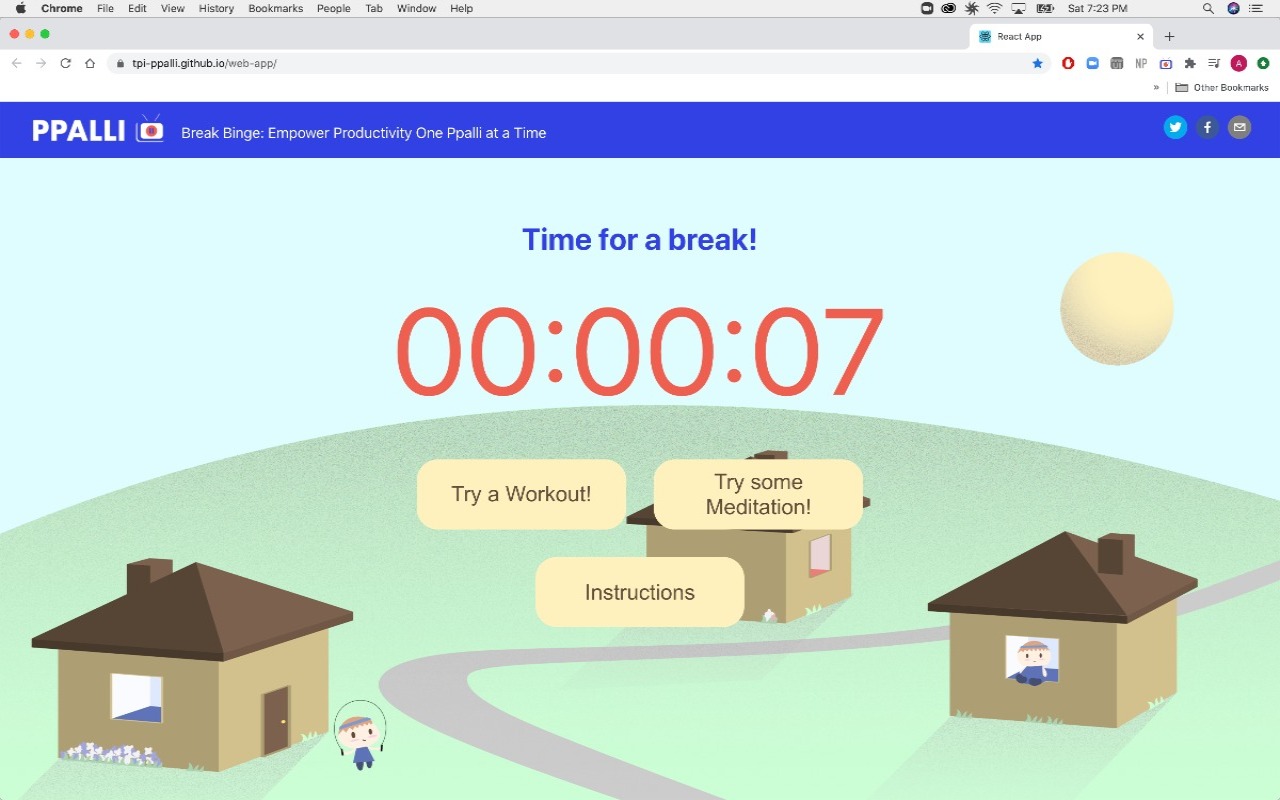 Chrome File Edit View History Bookmarks People Tab Window Help Sat 7:23 PM
React App
tpi-ppalli.github.io/web-app/
NP
A
» Other Bookmarks
PPALLI Break Binge: Empower Productivity One Ppalli at a Time
Time for a break!
00:00:07
Try a Workout!
Try some
Meditation!
Instructions